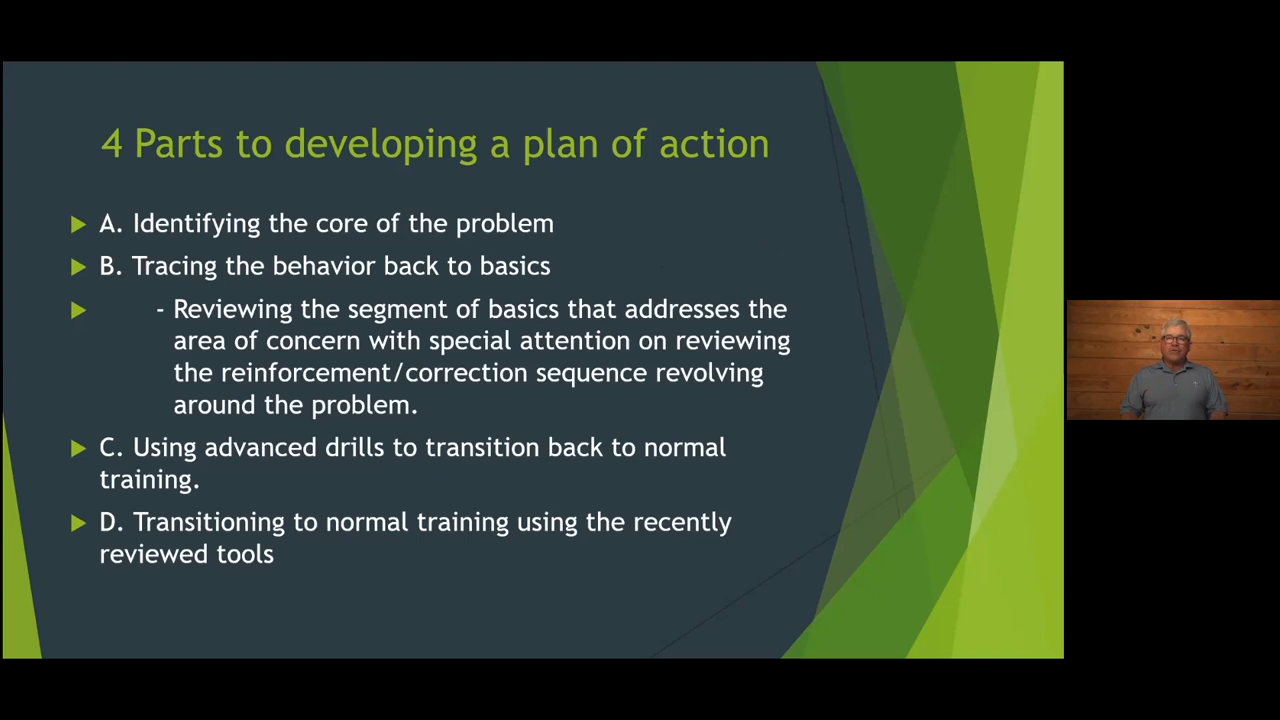 4 Parts to developing a plan of action
A. Identifying the core of the problem
B. Tracing the behavior back to basics
- Reviewing the segment of basics that addresses the
area of concern with special attention on reviewing
the reinforcement/correction sequence revolving
around the problem.
C. Using advanced drills to transition back to normal
training.
D. Transitioning to normal training using the recently
reviewed tools